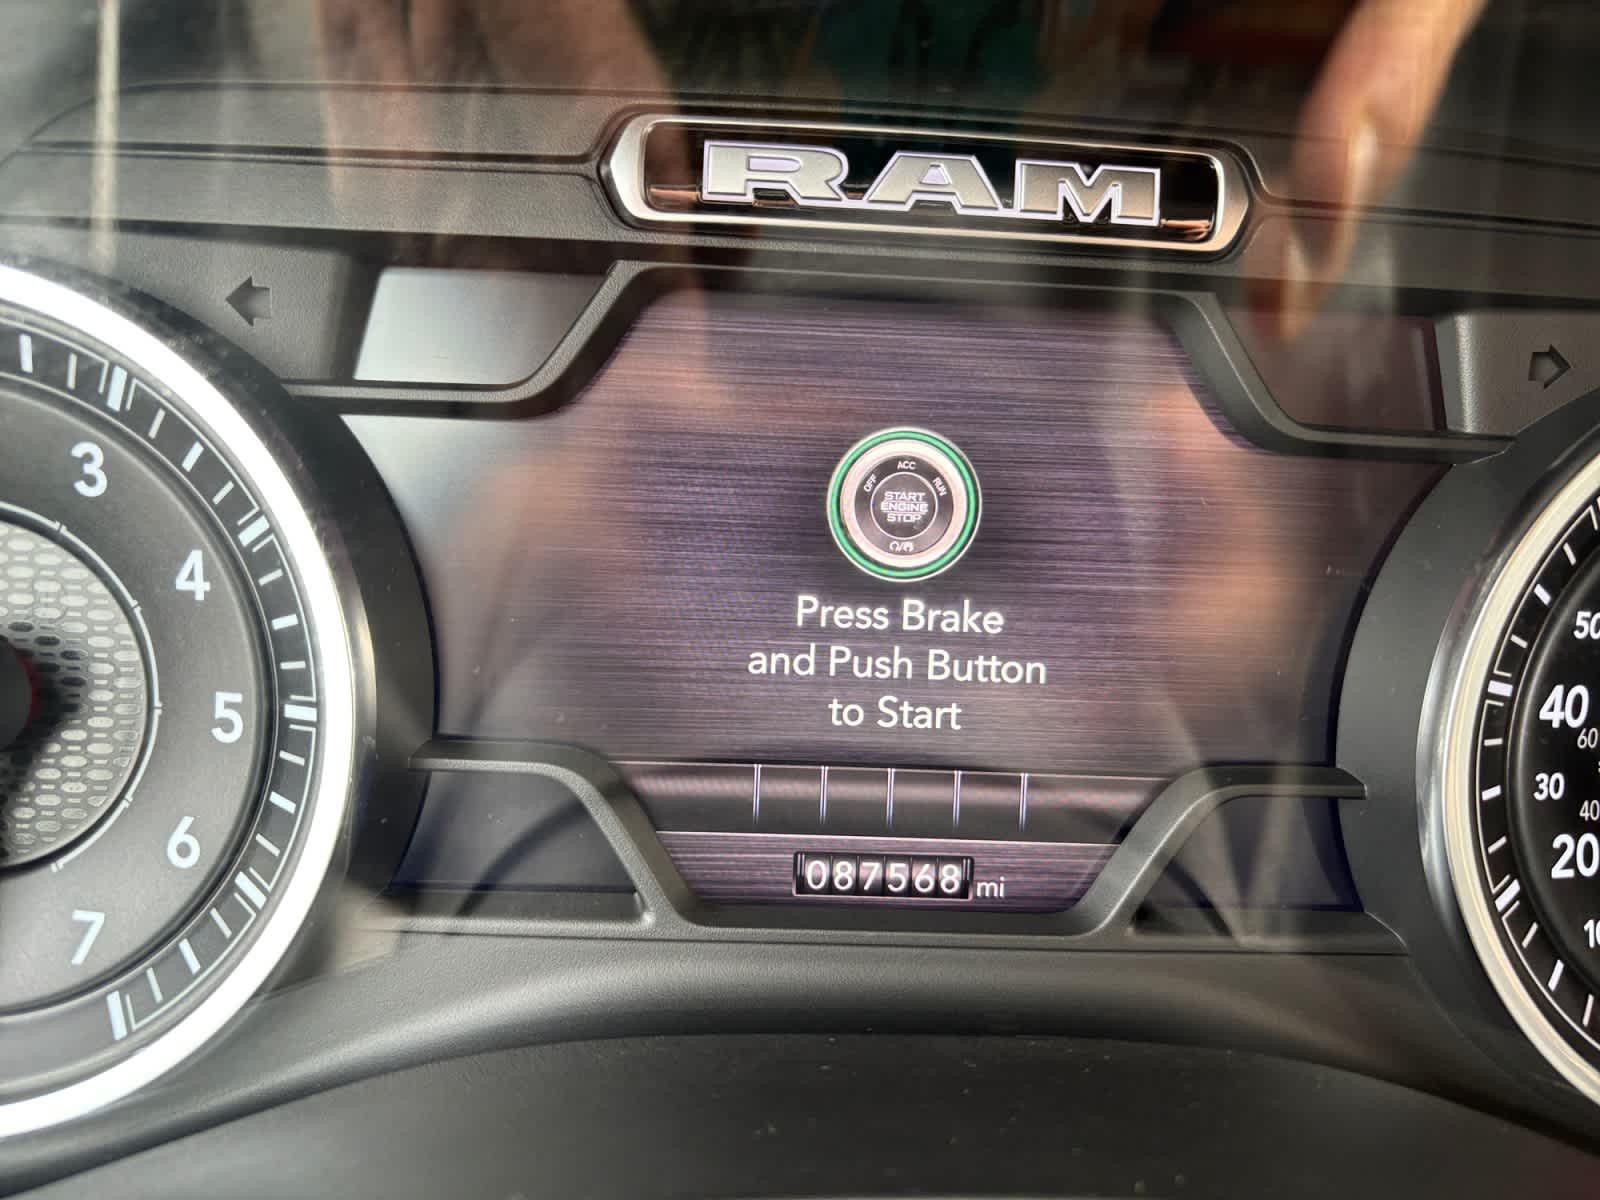 RAM
OFF ACC RUN
START
ENGINE
STOP
Press Brake
and Push Button
to Start
087568 mi
3
4
5
6
7
50
40
60
30
40
20
10